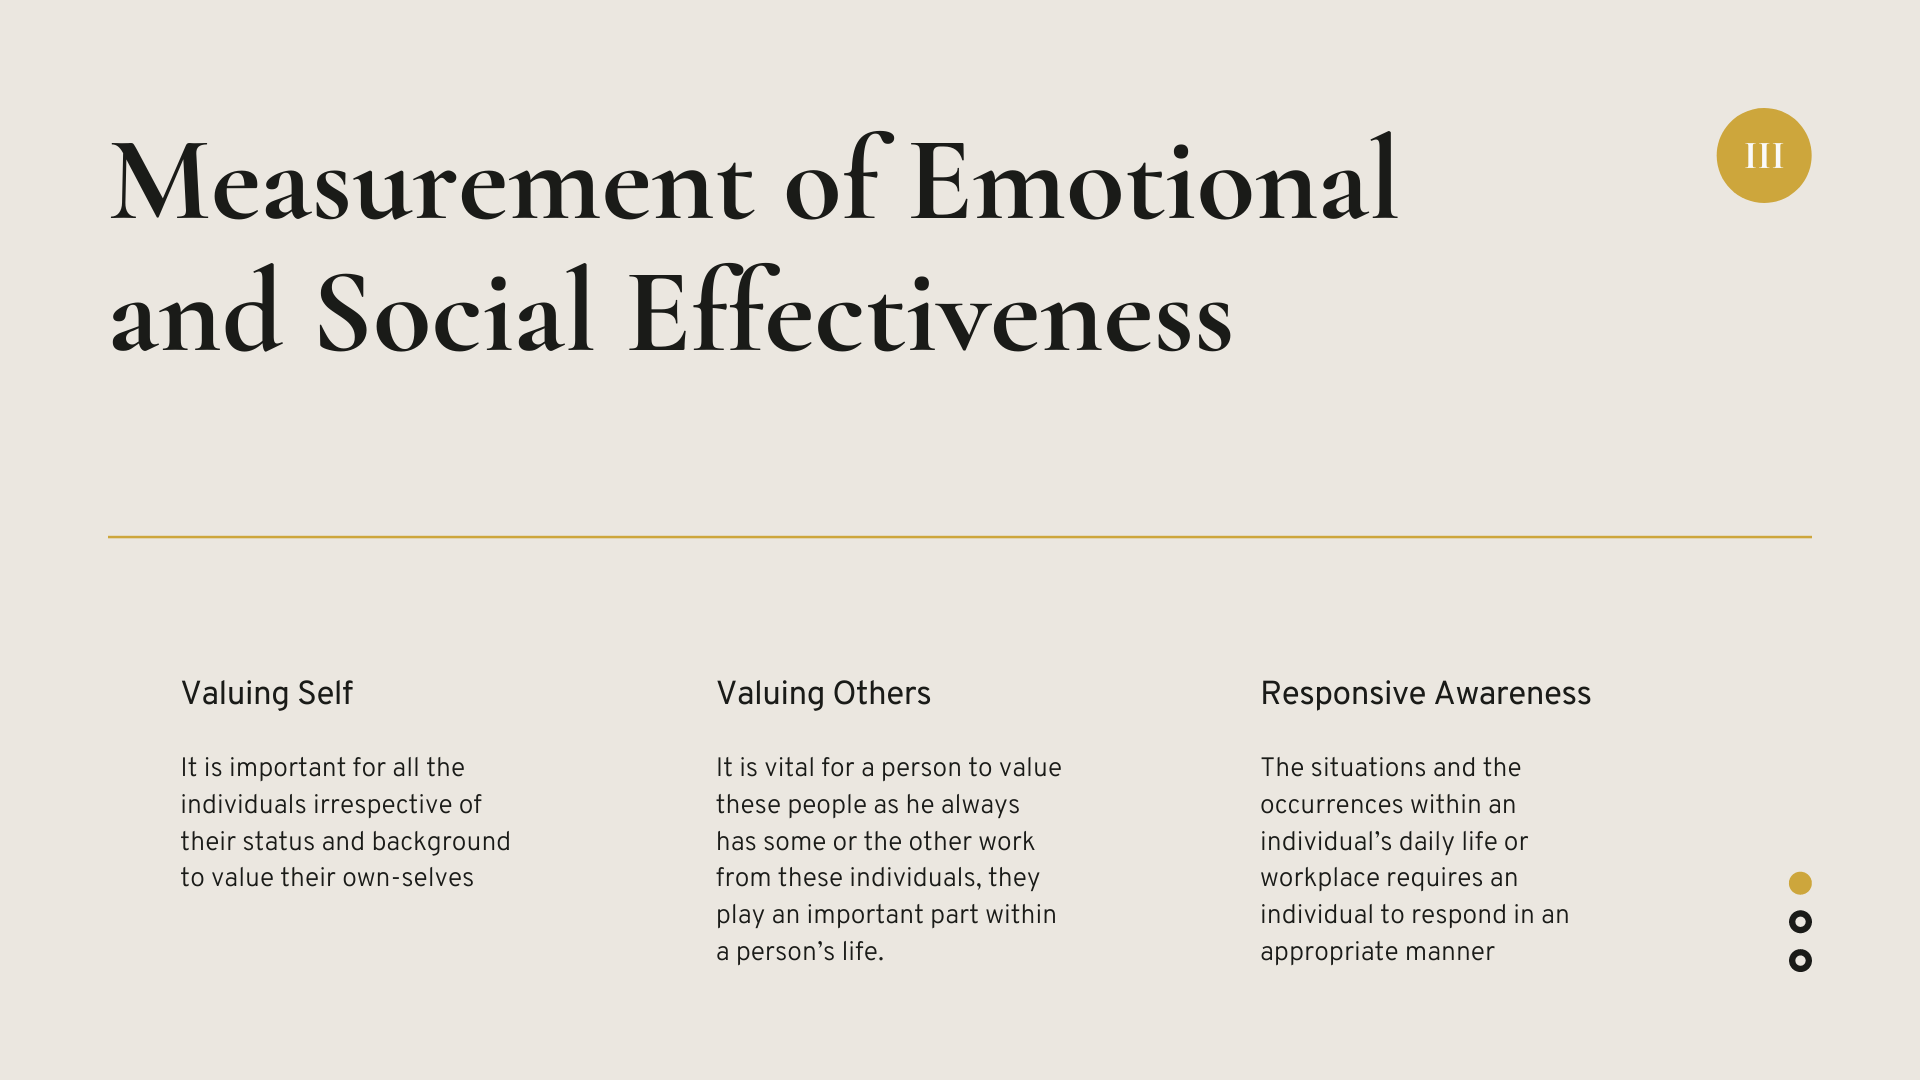 Measurement of Emotional
and Social Effectiveness
III
Valuing Self
It is important for all the
individuals irrespective of
their status and background
to value their own-selves
Valuing Others
It is vital for a person to value
these people as he always
has some or the other work
from these individuals, they
play an important part within
a person’s life.
Responsive Awareness
The situations and the
occurrences within an
individual’s daily life or
workplace requires an
individual to respond in an
appropriate manner